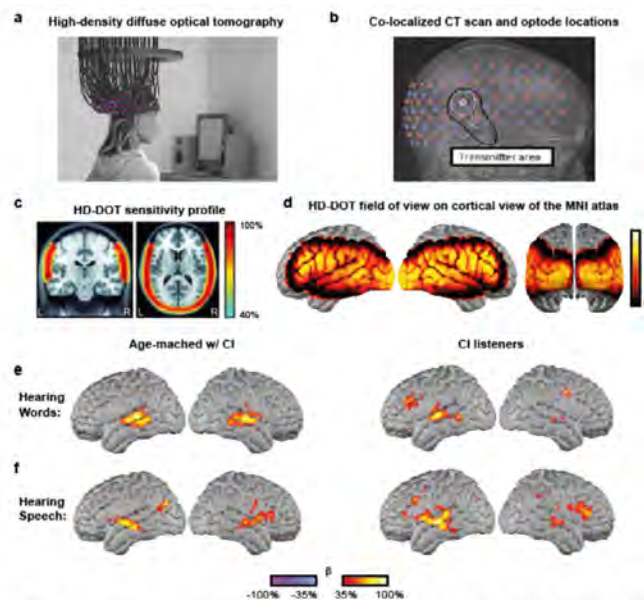 a High-density diffuse optical tomography
b Co-localized CT scan and optode locations
Transmitter area
c HD-DOT sensitivity profile
100%
40%
L R L R
d HD-DOT field of view on cortical view of the MNI atlas
Age-mached w/ CI
CI listeners
e Hearing
Words:
f Hearing
Speech:
β
-100% -35% 35% 100%